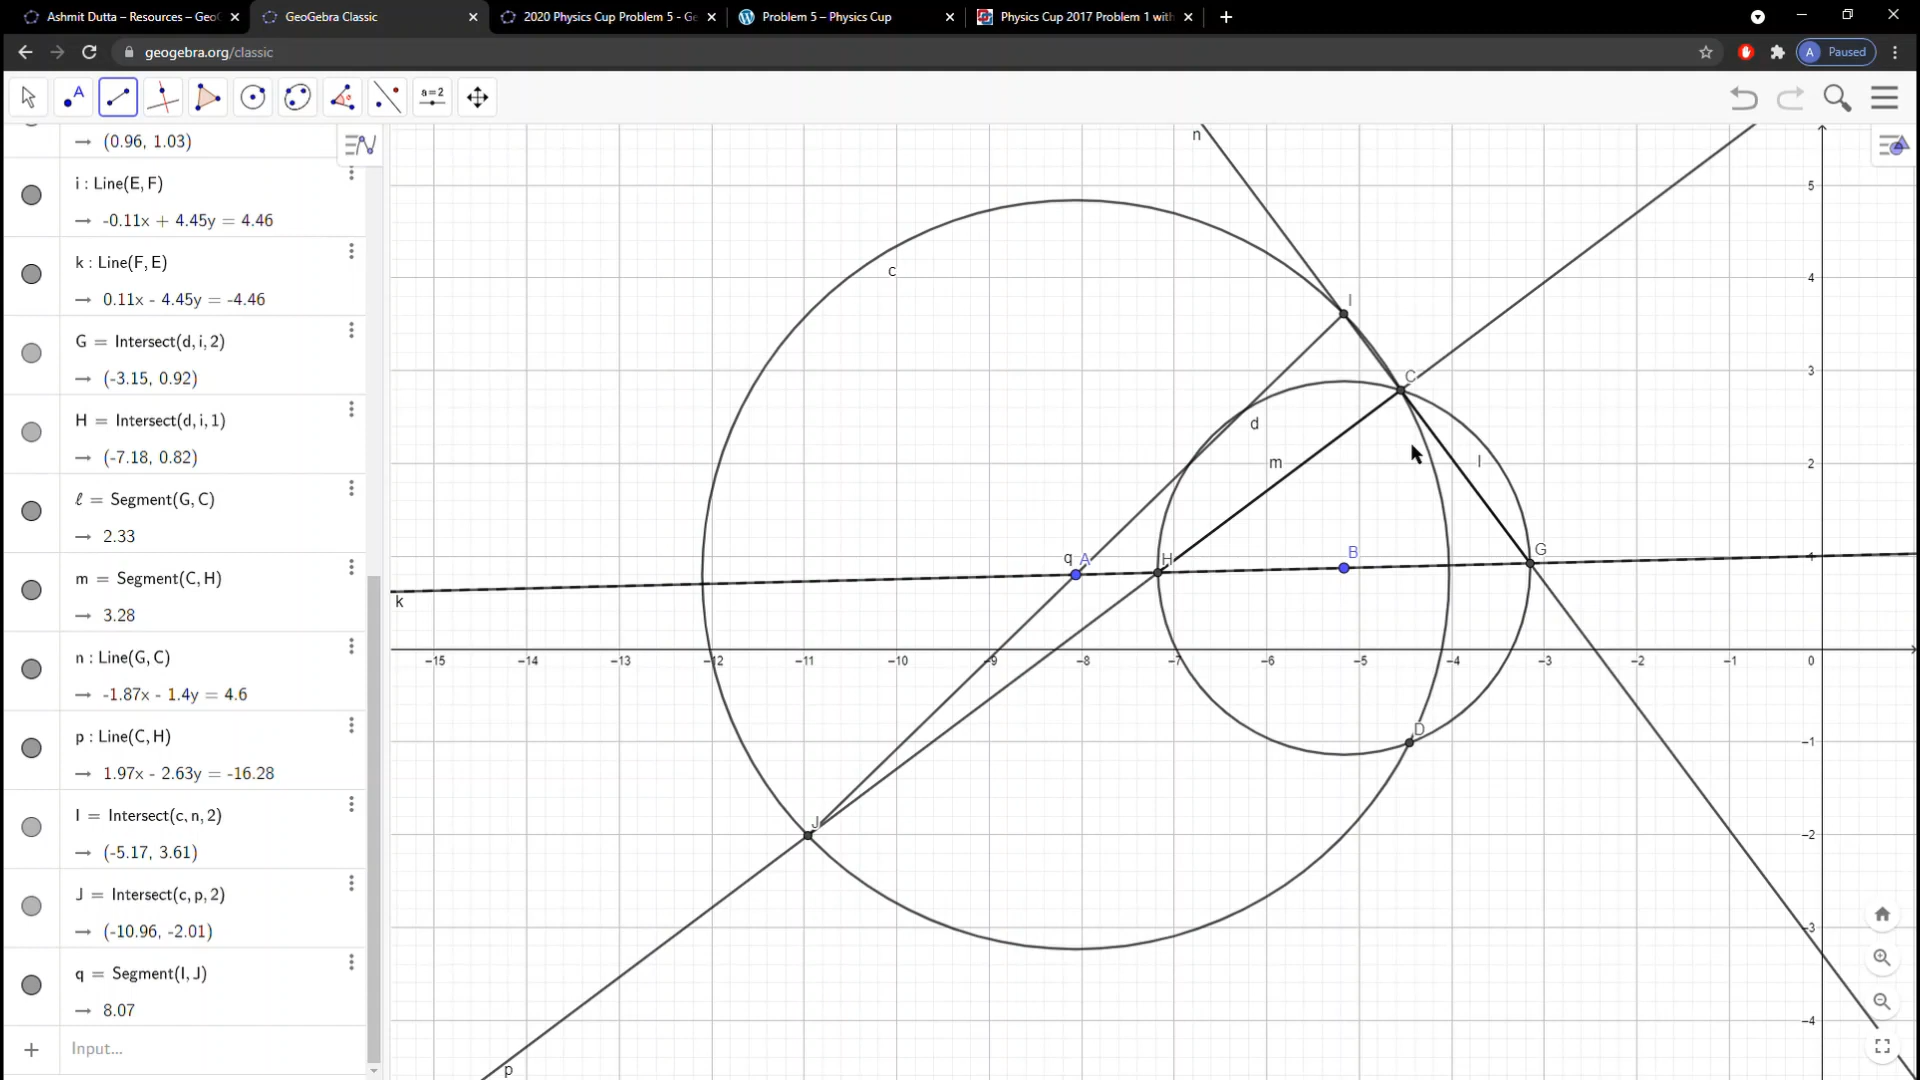 Ashmit Dutta – Resources – GeoG
GeoGebra Classic
2020 Physics Cup Problem 5 - Ge
Problem 5 – Physics Cup
Physics Cup 2017 Problem 1 with
geogebra.org/classic
A Paused
A
a=2
→ (0.96, 1.03)
i : Line(E, F)
→ -0.11x + 4.45y = 4.46
k : Line(F, E)
→ 0.11x - 4.45y = -4.46
G = Intersect(d, i, 2)
→ (-3.15, 0.92)
H = Intersect(d, i, 1)
→ (-7.18, 0.82)
ℓ = Segment(G, C)
→ 2.33
m = Segment(C, H)
→ 3.28
n : Line(G, C)
→ -1.87x - 1.4y = 4.6
p : Line(C, H)
→ 1.97x - 2.63y = -16.28
I = Intersect(c, n, 2)
→ (-5.17, 3.61)
J = Intersect(c, p, 2)
→ (-10.96, -2.01)
q = Segment(I, J)
→ 8.07
Input...
n
5
c
4
I
C
3
d
m
l
2
q A
H
B
G
1
k
-15 -14 -13 -12 -11 -10 -9 -8 -7 -6 -5 -4 -3 -2 -1 0
D
-1
J
-2
-3
-4
p